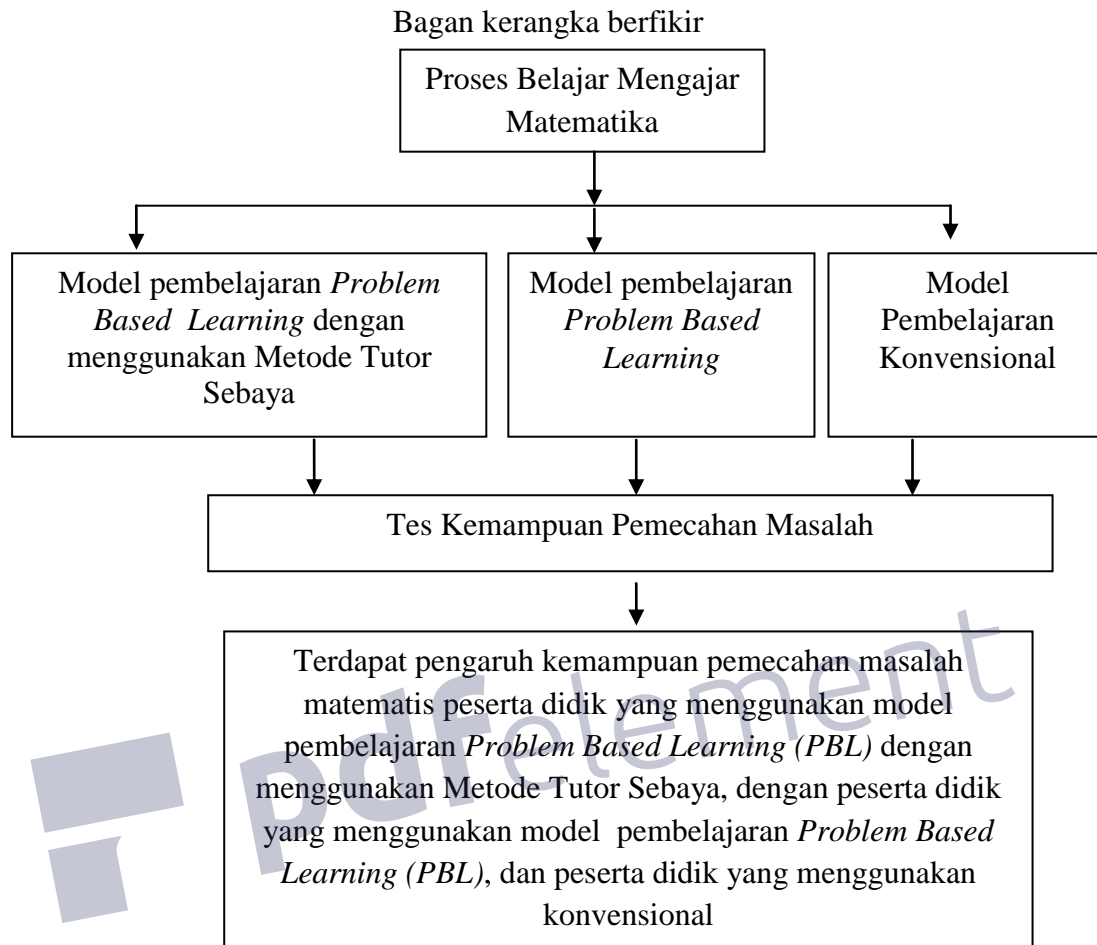 Bagan kerangka berfikir
Proses Belajar Mengajar
Matematika
Model pembelajaran Problem
Based Learning dengan
menggunakan Metode Tutor
Sebaya
Model pembelajaran
Problem Based
Learning
Model
Pembelajaran
Konvensional
Tes Kemampuan Pemecahan Masalah
Terdapat pengaruh kemampuan pemecahan masalah
matematis peserta didik yang menggunakan model
pembelajaran Problem Based Learning (PBL) dengan
menggunakan Metode Tutor Sebaya, dengan peserta didik
yang menggunakan model pembelajaran Problem Based
Learning (PBL), dan peserta didik yang menggunakan
konvensional
pdfelement